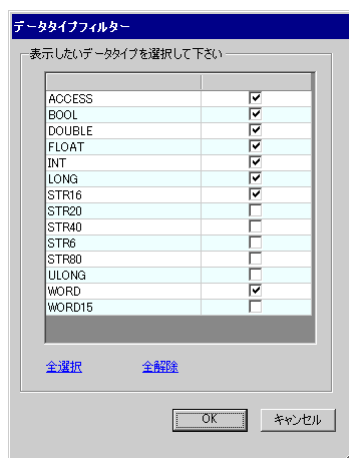 データタイプフィルター
表示したいデータタイプを選択して下さい
ACCESS
BOOL
DOUBLE
FLOAT
INT
LONG
STR16
STR20
STR40
STR6
STR80
ULONG
WORD
WORD15
全選択 全解除
OK キャンセル